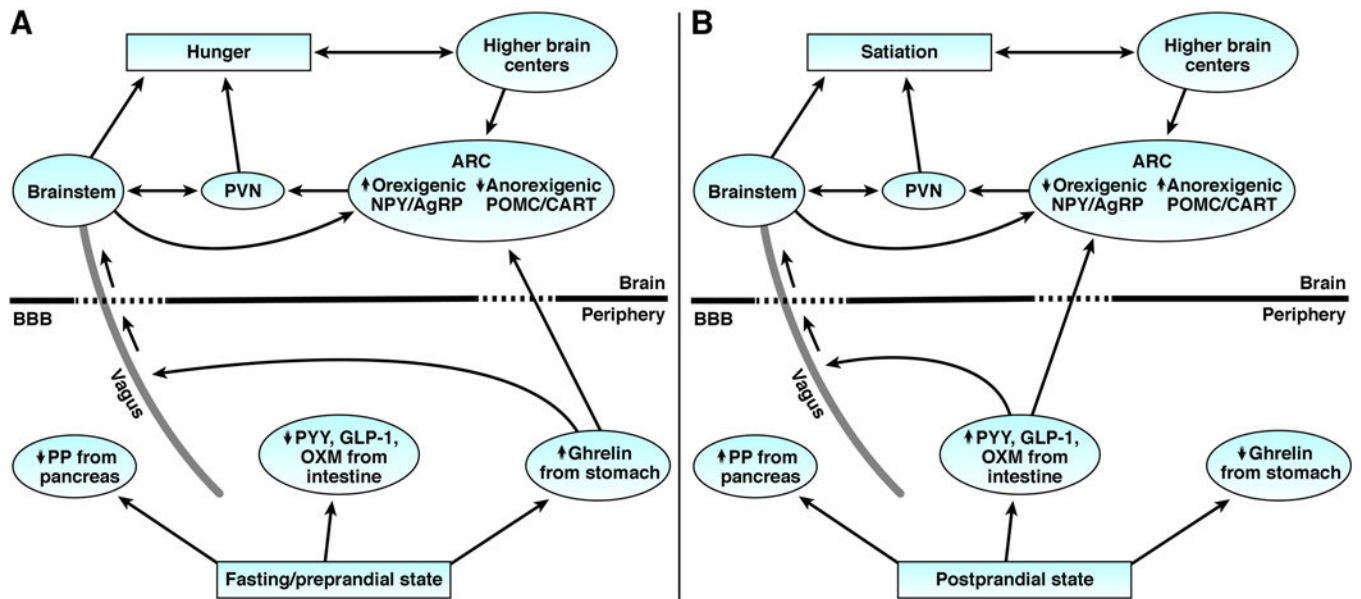 A
Hunger
Higher brain
centers
Brainstem
PVN
ARC
↑Orexigenic ↓Anorexigenic
NPY/AgRP POMC/CART
Brain
BBB
Periphery
Vagus
↓PP from
pancreas
↓PYY, GLP-1,
OXM from
intestine
↑Ghrelin
from stomach
Fasting/preprandial state
B
Satiation
Higher brain
centers
Brainstem
PVN
ARC
↓Orexigenic ↑Anorexigenic
NPY/AgRP POMC/CART
Brain
BBB
Periphery
Vagus
↑PP from
pancreas
↑PYY, GLP-1,
OXM from
intestine
↓Ghrelin
from stomach
Postprandial state